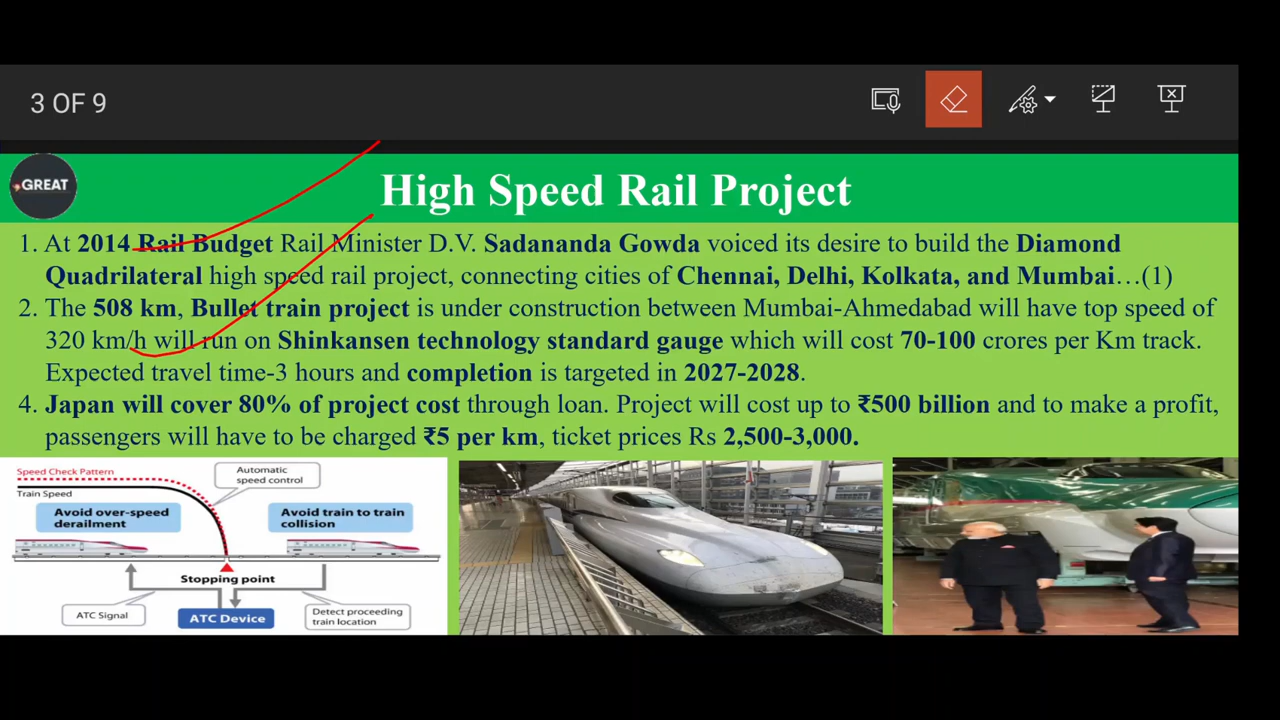 3 OF 9
GREAT
High Speed Rail Project
1. At 2014 Rail Budget Rail Minister D.V. Sadananda Gowda voiced its desire to build the Diamond
Quadrilateral high speed rail project, connecting cities of Chennai, Delhi, Kolkata, and Mumbai…(1)
2. The 508 km, Bullet train project is under construction between Mumbai-Ahmedabad will have top speed of
320 km/h will run on Shinkansen technology standard gauge which will cost 70-100 crores per Km track.
Expected travel time-3 hours and completion is targeted in 2027-2028.
4. Japan will cover 80% of project cost through loan. Project will cost up to ₹500 billion and to make a profit,
passengers will have to be charged ₹5 per km, ticket prices Rs 2,500-3,000.
Speed Check Pattern
Train Speed
Automatic
speed control
Avoid over-speed
derailment
Avoid train to train
collision
Stopping point
ATC Signal
ATC Device
Detect proceeding
train location